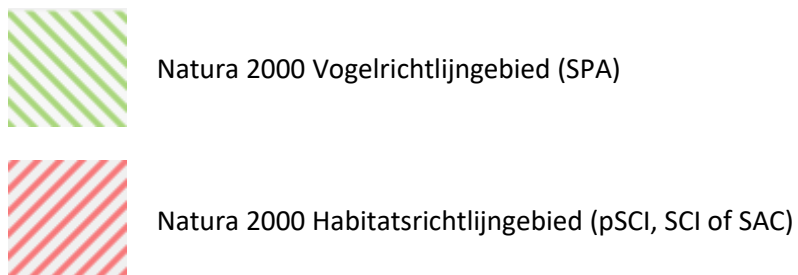 Natura 2000 Vogelrichtlijngebied (SPA)
Natura 2000 Habitatsrichtlijngebied (pSCI, SCI of SAC)